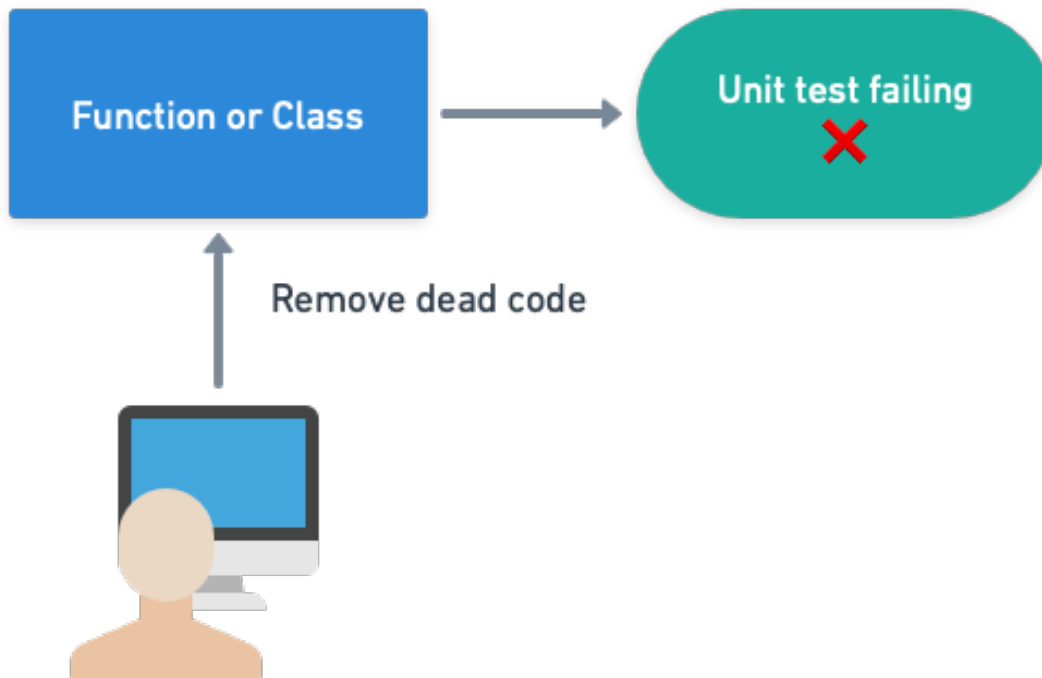 Function or Class
Unit test failing
Remove dead code